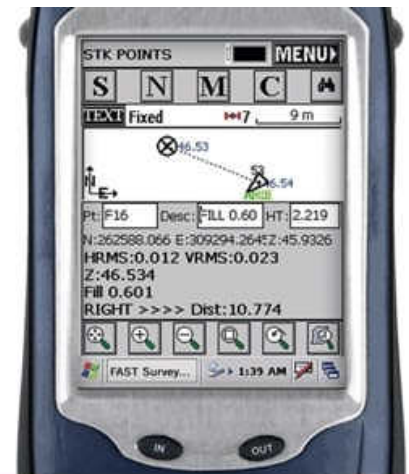 STK POINTS MENU
S N M C
TEXT Fixed 7 9 m
46.53
53
46.54
N
E
Pt: F16 Desc: FILL 0.60 HT: 2.219
N:262588.066 E:309294.264 Z:45.9326
HRMS:0.012 VRMS:0.023
Z:46.534
Fill 0.601
RIGHT >>>> Dist:10.774
FAST Survey... 1:39 AM
IN OUT